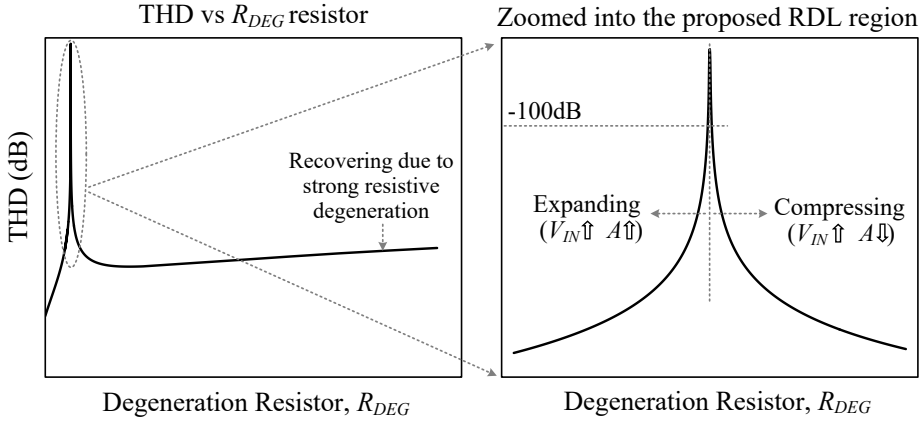 THD vs R_DEG resistor
THD (dB)
Recovering due to
strong resistive
degeneration
Degeneration Resistor, R_DEG
Zoomed into the proposed RDL region
-100dB
Expanding
(V_IN⇑ A⇑)
Compressing
(V_IN⇑ A⇓)
Degeneration Resistor, R_DEG